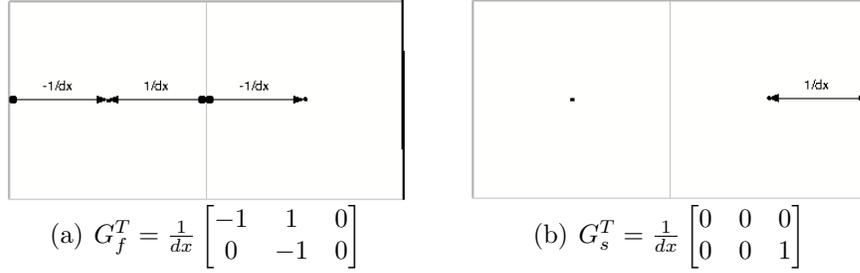 -1/dx 1/dx -1/dx 1/dx
(a) $G_f^T = \frac{1}{dx} \begin{bmatrix} -1 & 1 & 0 \\ 0 & -1 & 0 \end{bmatrix}$ (b) $G_s^T = \frac{1}{dx} \begin{bmatrix} 0 & 0 & 0 \\ 0 & 0 & 1 \end{bmatrix}$